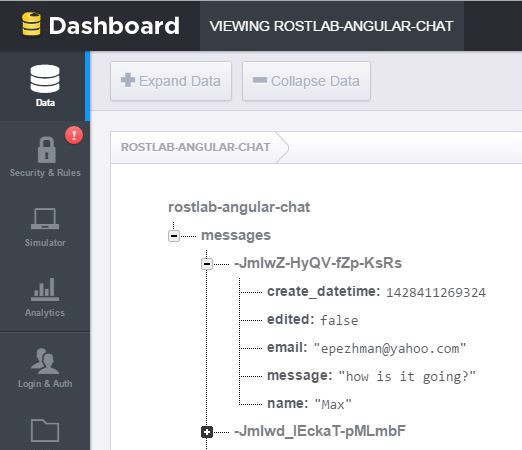 Dashboard
VIEWING ROSTLAB-ANGULAR-CHAT
Data
Expand Data
Collapse Data
Security & Rules
Simulator
Analytics
Login & Auth
ROSTLAB-ANGULAR-CHAT
rostlab-angular-chat
messages
-JmlwZ-HyQV-fZp-KsRs
create_datetime: 1428411269324
edited: false
email: "epezhman@yahoo.com"
message: "how is it going?"
name: "Max"
-Jmlwd_lEckaT-pMLmbF